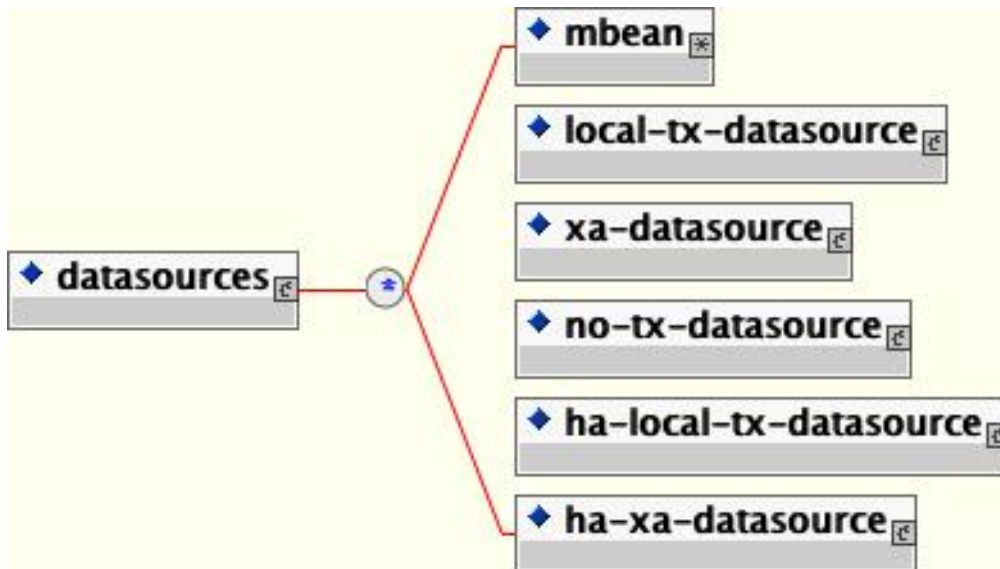 mbean
local-tx-datasource
xa-datasource
datasources
no-tx-datasource
ha-local-tx-datasource
ha-xa-datasource